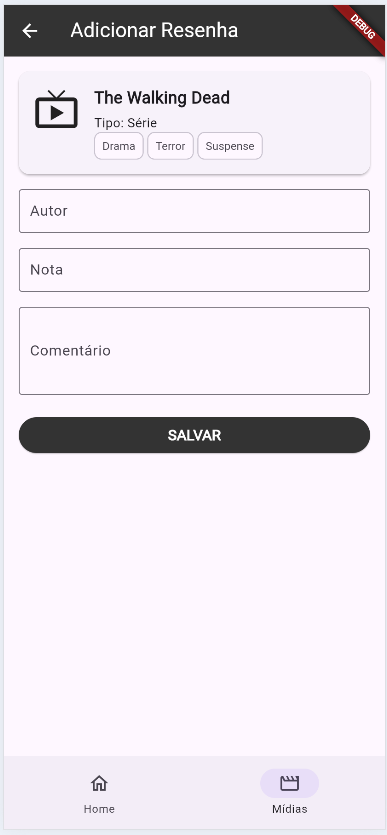 Adicionar Resenha
DEBUG
The Walking Dead
Tipo: Série
Drama Terror Suspense
Autor
Nota
Comentário
SALVAR
Home Mídias